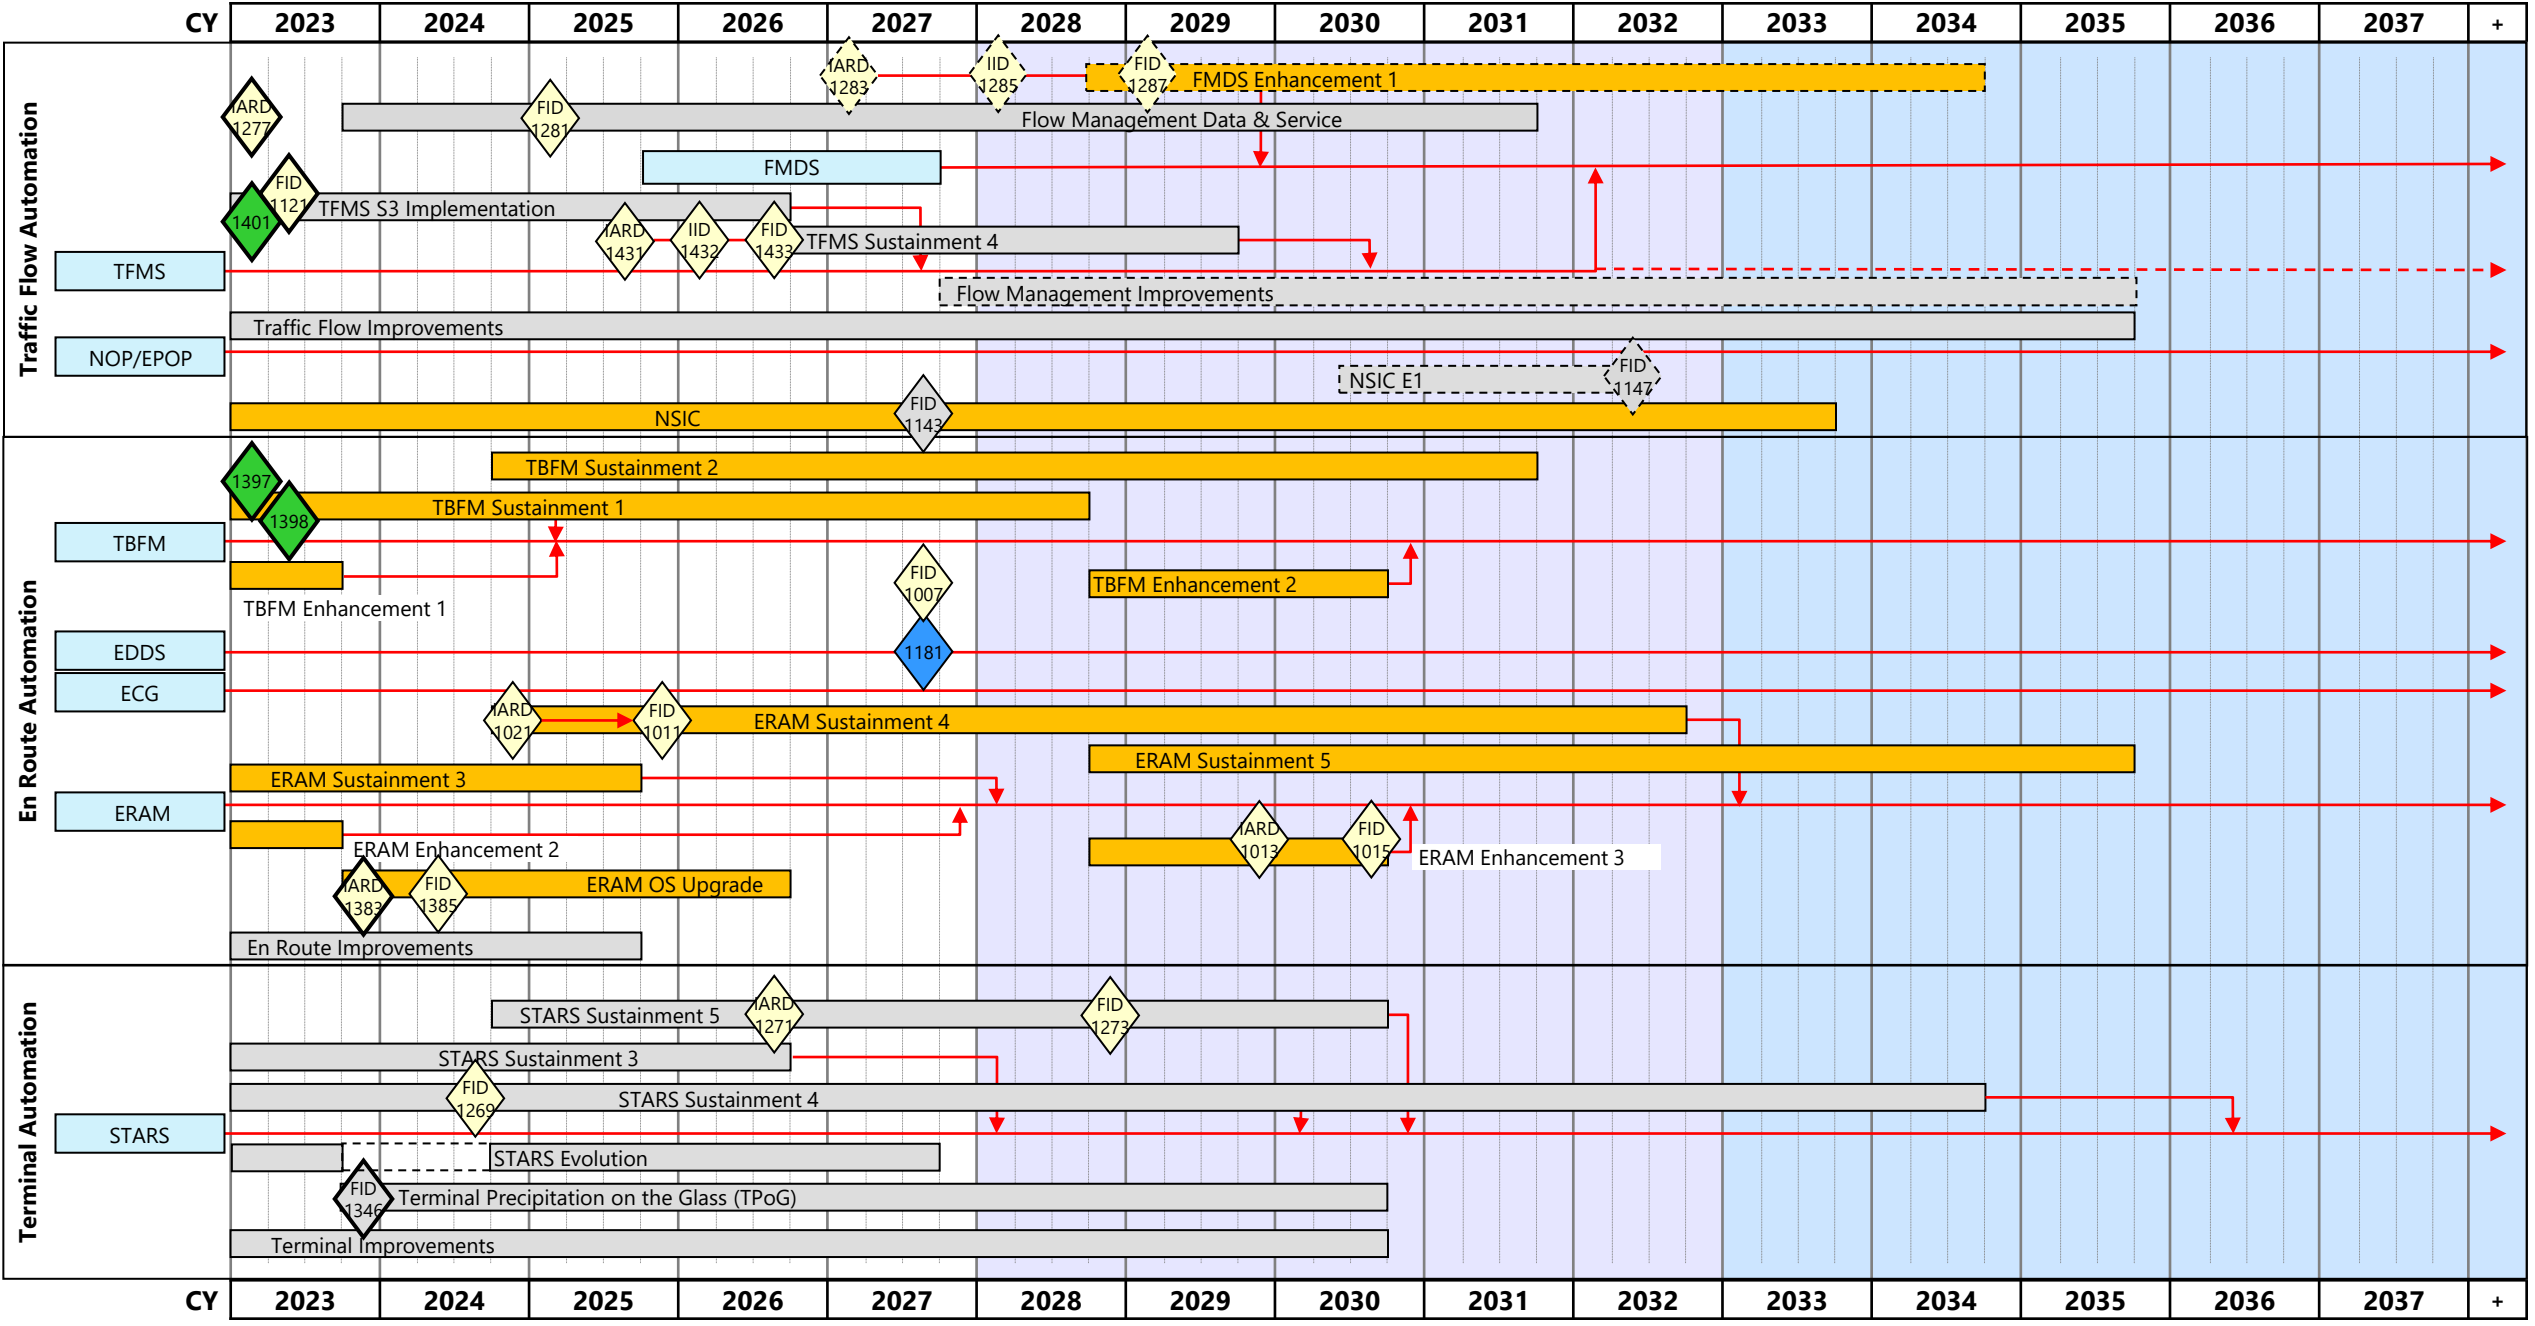 CY 2023 2024 2025 2026 2027 2028 2029 2030 2031 2032 2033 2034 2035 2036 2037 +
Traffic Flow Automation
IARD
1283
IID
1285
FID
1287
FMDS Enhancement 1
IARD
1277
FID
1281
Flow Management Data & Service
FMDS
FID
1121
1401
TFMS S3 Implementation
IARD
1431
IID
1432
FID
1433
TFMS Sustainment 4
TFMS
Flow Management Improvements
Traffic Flow Improvements
NOP/EPOP
NSIC E1
FID
1147
NSIC
FID
1143
En Route Automation
1397
TBFM Sustainment 2
TBFM Sustainment 1
1398
TBFM
TBFM Enhancement 1
FID
1007
TBFM Enhancement 2
EDDS
1181
ECG
IARD
1021
FID
1011
ERAM Sustainment 4
ERAM Sustainment 5
ERAM Sustainment 3
ERAM
ERAM Enhancement 2
IARD
1013
FID
1015
ERAM Enhancement 3
IARD
1383
FID
1385
ERAM OS Upgrade
En Route Improvements
Terminal Automation
STARS Sustainment 5
IARD
1271
FID
1273
STARS Sustainment 3
FID
1269
STARS Sustainment 4
STARS
STARS Evolution
FID
1346
Terminal Precipitation on the Glass (TPoG)
Terminal Improvements
CY 2023 2024 2025 2026 2027 2028 2029 2030 2031 2032 2033 2034 2035 2036 2037 +